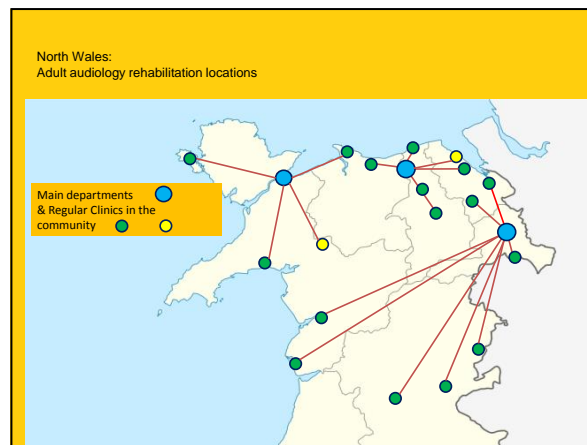 North Wales:
Adult audiology rehabilitation locations
Main departments
& Regular Clinics in the
community